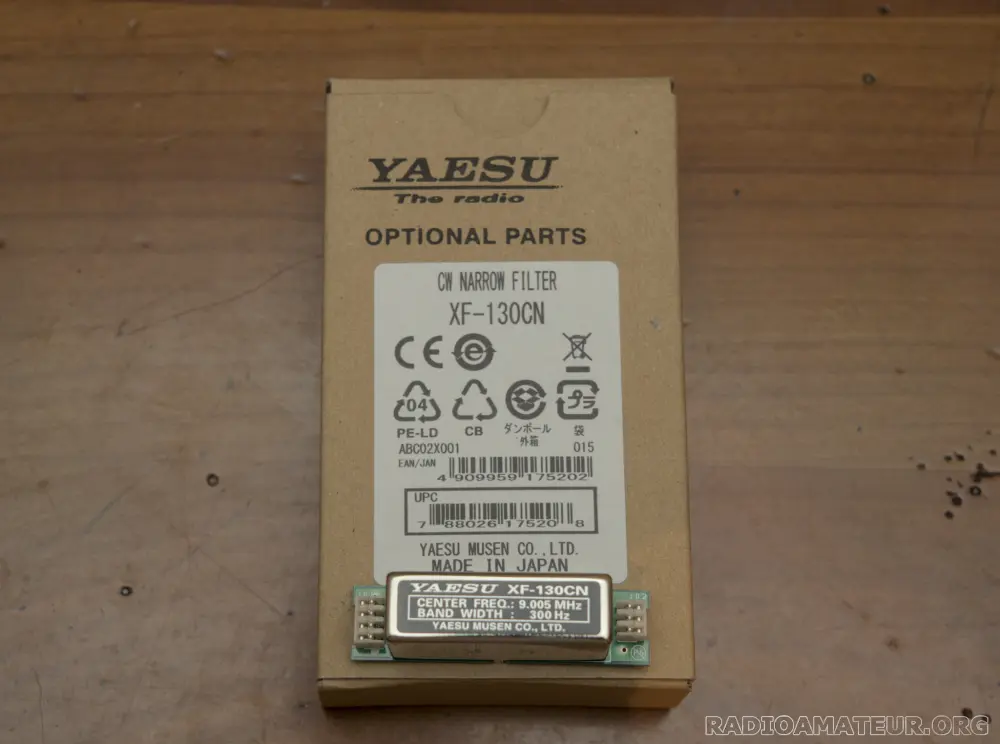 YAESU
The radio
OPTIONAL PARTS
CW NARROW FILTER
XF-130CN
CE e
04
プラ
PE-LD CB ダンボール 袋
外箱
ABC02X001 015
EAN/JAN
4 909959 175202
UPC
7 88026 17520 8
YAESU MUSEN CO.,LTD.
MADE IN JAPAN
YAESU XF-130CN
CENTER FREQ.: 9.005 MHz
BAND WIDTH : 300 Hz
YAESU MUSEN CO., LTD.
RADIOAMATEUR.ORG